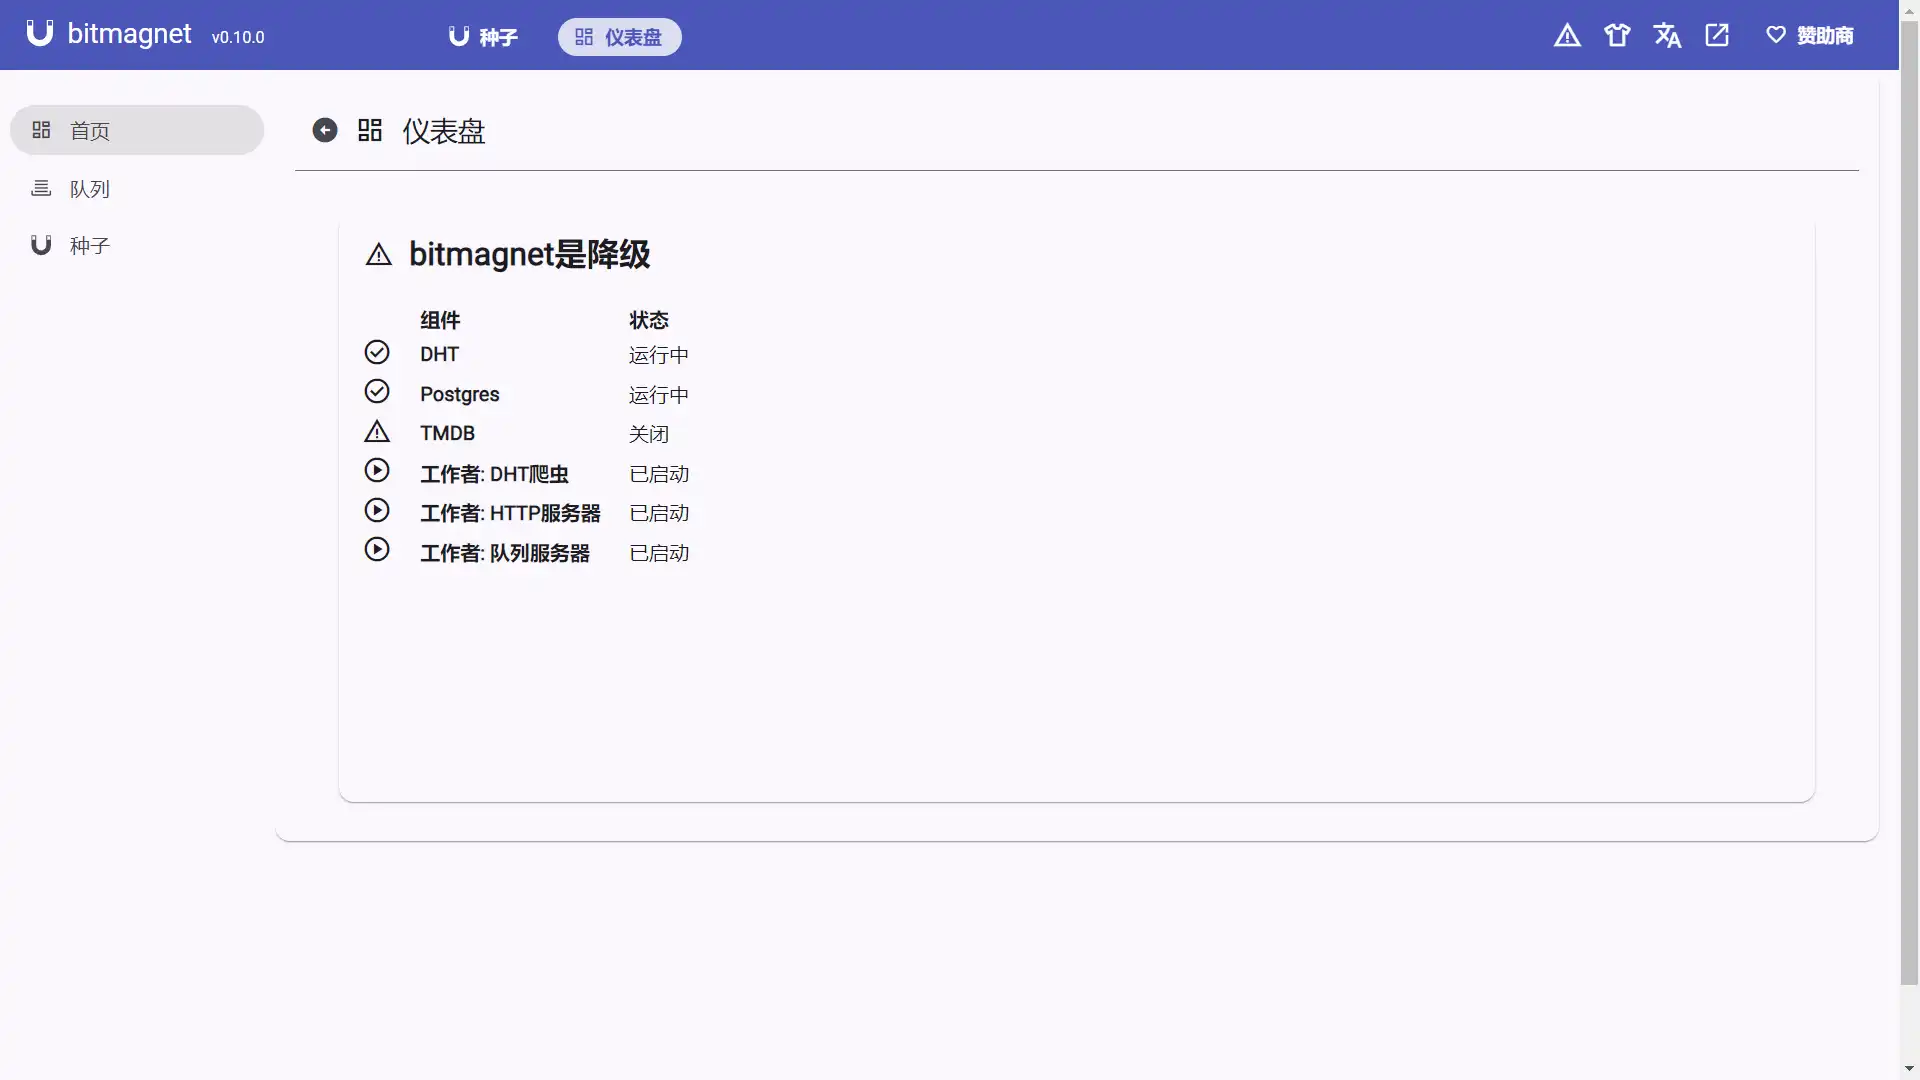 bitmagnet v0.10.0
种子
仪表盘
赞助商
首页
队列
种子
仪表盘
bitmagnet是降级
组件 状态
DHT 运行中
Postgres 运行中
TMDB 关闭
工作者: DHT爬虫 已启动
工作者: HTTP服务器 已启动
工作者: 队列服务器 已启动